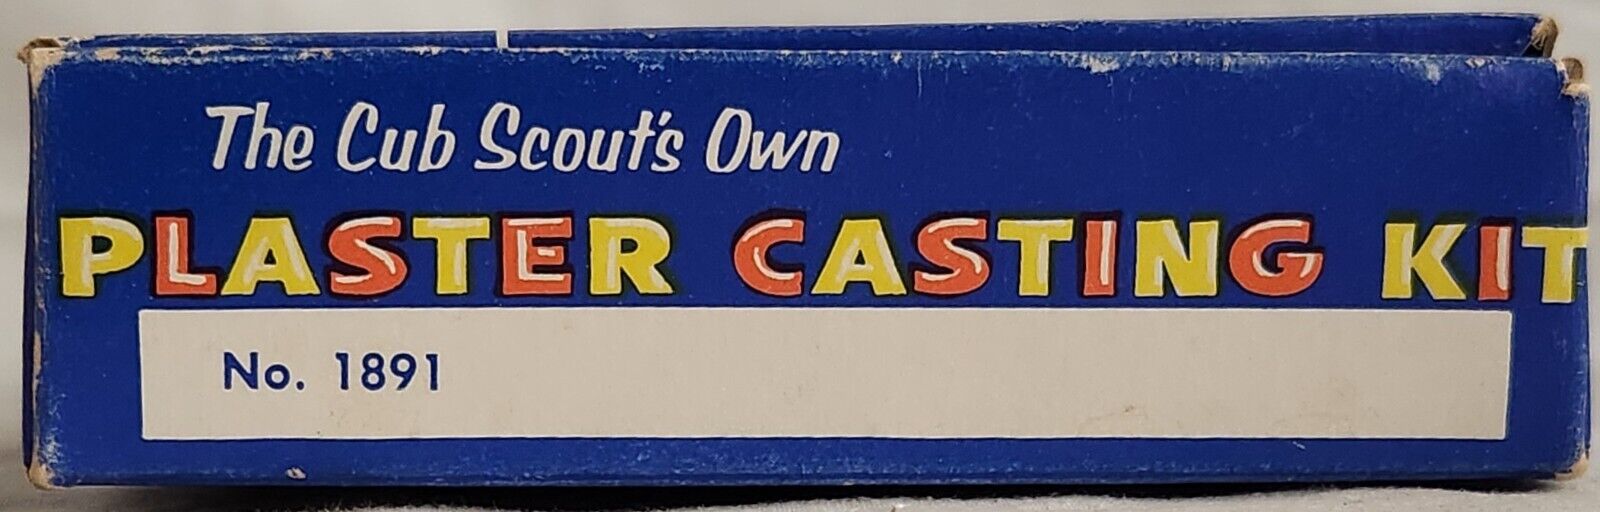 The Cub Scout's Own
PLASTER CASTING KIT
No. 1891